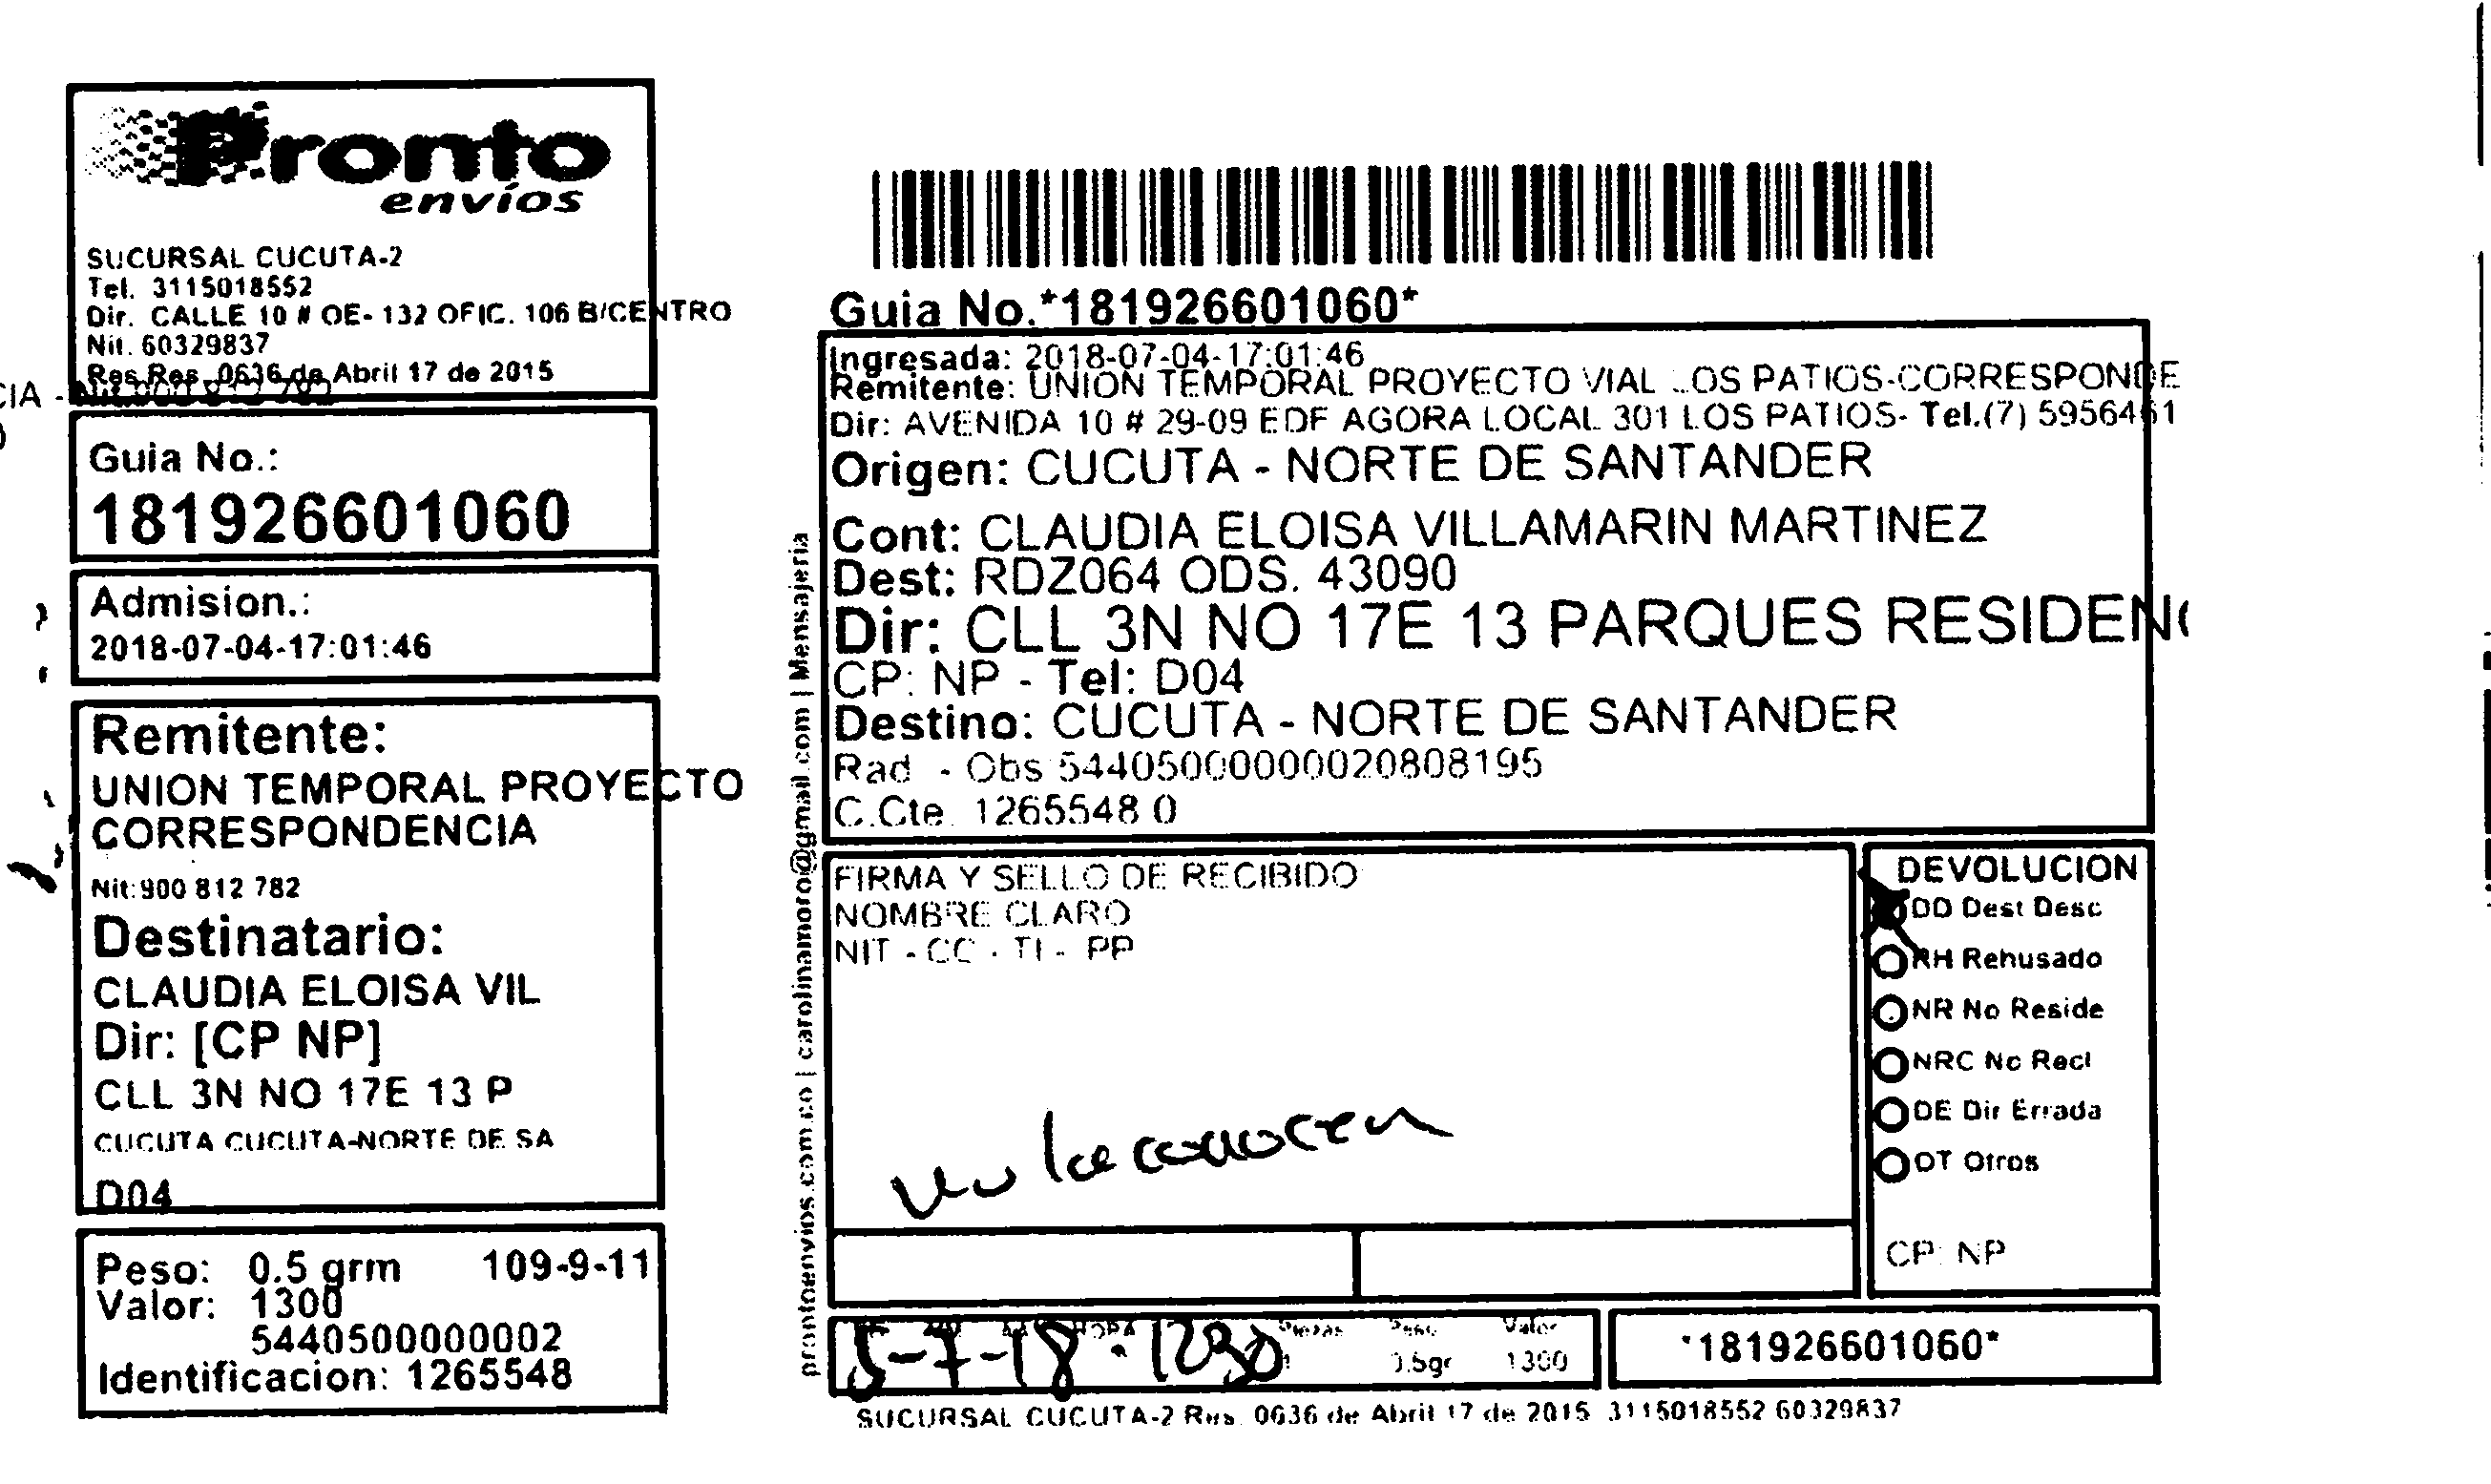 Pronto
envíos
SUCURSAL CUCUTA-2
Tel. 3115018552
Dir. CALLE 10 # OE- 132 OFIC. 106 B/CENTRO
Nit. 60329837
Res Res. 0636 de Abril 17 de 2015
CIA -
Guia No.:
181926601060
Admision.:
2018-07-04-17:01:46
Remitente:
UNION TEMPORAL PROYECTO
CORRESPONDENCIA
Nit:900 812 782
Destinatario:
CLAUDIA ELOISA VIL
Dir: [CP NP]
CLL 3N NO 17E 13 P
CUCUTA CUCUTA-NORTE DE SA
D04
Peso: 0.5 grm 109-9-11
Valor: 1300
5440500000002
Identificacion: 1265548
prontoenvios.com.co | carolinamoro@gmail.com | Mensajeria
Guia No.*181926601060*
Ingresada: 2018-07-04-17:01:46
Remitente: UNION TEMPORAL PROYECTO VIAL LOS PATIOS-CORRESPONDE
Dir: AVENIDA 10 # 29-09 EDF AGORA LOCAL 301 LOS PATIOS- Tel.(7) 5956461
Origen: CUCUTA - NORTE DE SANTANDER
Cont: CLAUDIA ELOISA VILLAMARIN MARTINEZ
Dest: RDZ064 ODS. 43090
Dir: CLL 3N NO 17E 13 PARQUES RESIDEN
CP: NP - Tel: D04
Destino: CUCUTA - NORTE DE SANTANDER
Rad - Obs 544050000000020808195
C.Cte. 1265548 0
FIRMA Y SELLO DE RECIBIDO
NOMBRE CLARO
NIT - CC - TI - PP
no la conocen
DEVOLUCION
DD Dest Desc
RH Rehusado
NR No Reside
NRC No Recl
DE Dir Errada
OT Otros
CP: NP
HORA Piezas Peso Valor
5-7-18 : 1230 1 0.5gr 1300
*181926601060*
SUCURSAL CUCUTA-2 Res. 0636 de Abril 17 de 2015 3115018552 60329837